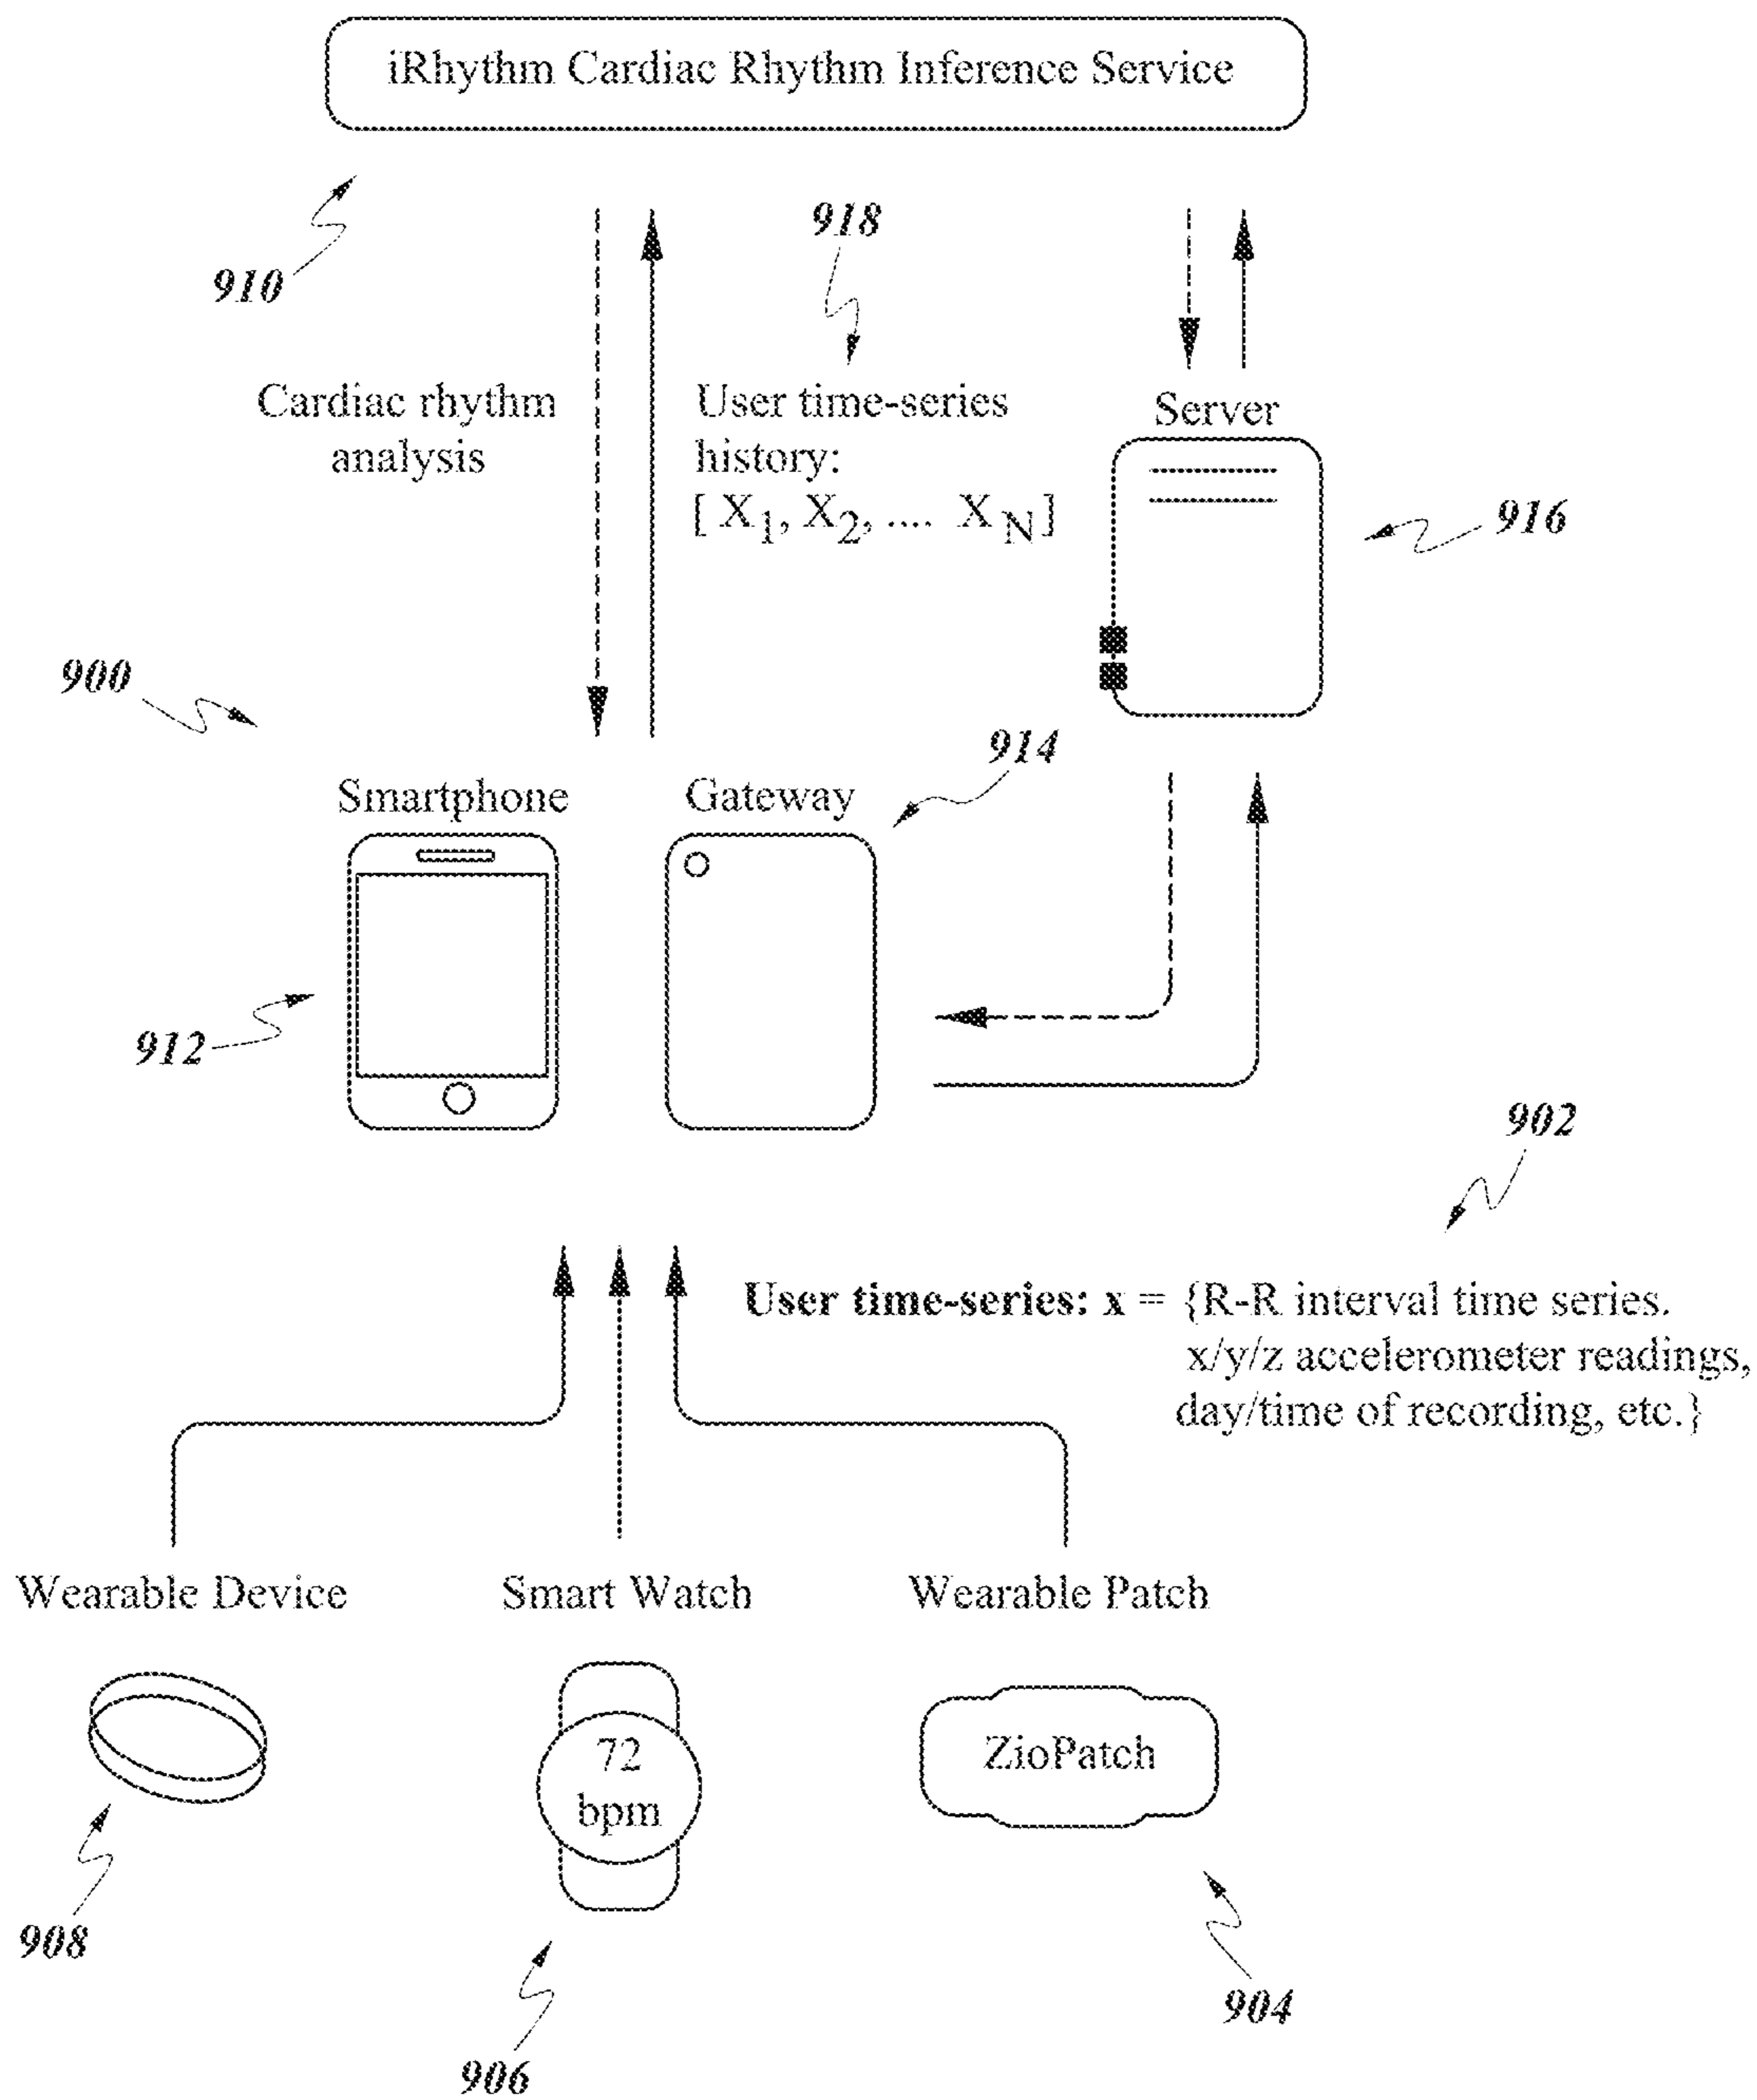 iRhythm Cardiac Rhythm Inference Service
910
918
Cardiac rhythm
analysis
User time-series
history:
[ X1, X2, .... XN ]
Server
916
900
914
Smartphone
Gateway
912
902
User time-series: x = {R-R interval time series.
x/y/z accelerometer readings,
day/time of recording, etc.}
Wearable Device
Smart Watch
Wearable Patch
72
bpm
ZioPatch
908
906
904